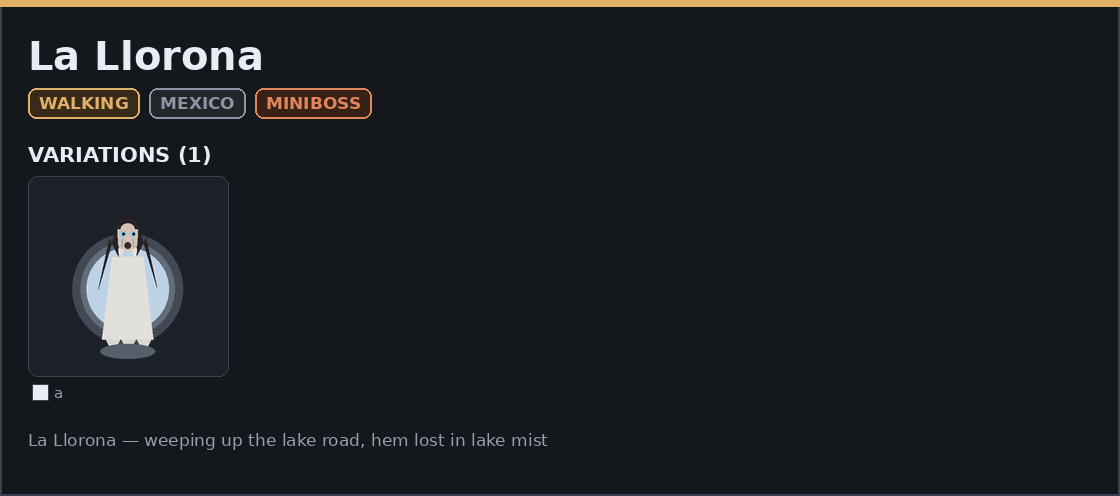 La Llorona
WALKING MEXICO MINIBOSS
VARIATIONS (1)
a
La Llorona — weeping up the lake road, hem lost in lake mist